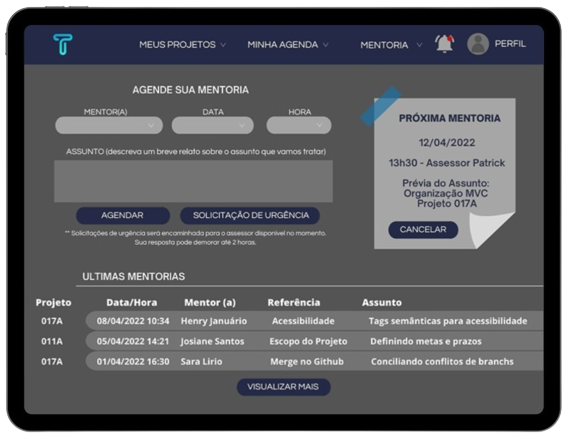 MEUS PROJETOS MINHA AGENDA MENTORIA PERFIL
AGENDE SUA MENTORIA
MENTOR(A) DATA HORA
ASSUNTO (descreva um breve relato sobre o assunto que vamos tratar)
AGENDAR SOLICITAÇÃO DE URGÊNCIA
** Solicitações de urgência será encaminhada para o assessor disponível no momento.
Sua resposta pode demorar até 2 horas.
PRÓXIMA MENTORIA
12/04/2022
13h30 - Assessor Patrick
Prévia do Assunto:
Organização MVC
Projeto 017A
CANCELAR
ULTIMAS MENTORIAS
Projeto Data/Hora Mentor (a) Referência Assunto
017A 08/04/2022 10:34 Henry Januário Acessibilidade Tags semânticas para acessibilidade
011A 05/04/2022 14:21 Josiane Santos Escopo do Projeto Definindo metas e prazos
017A 01/04/2022 16:30 Sara Lirio Merge no Github Conciliando conflitos de branchs
VISUALIZAR MAIS